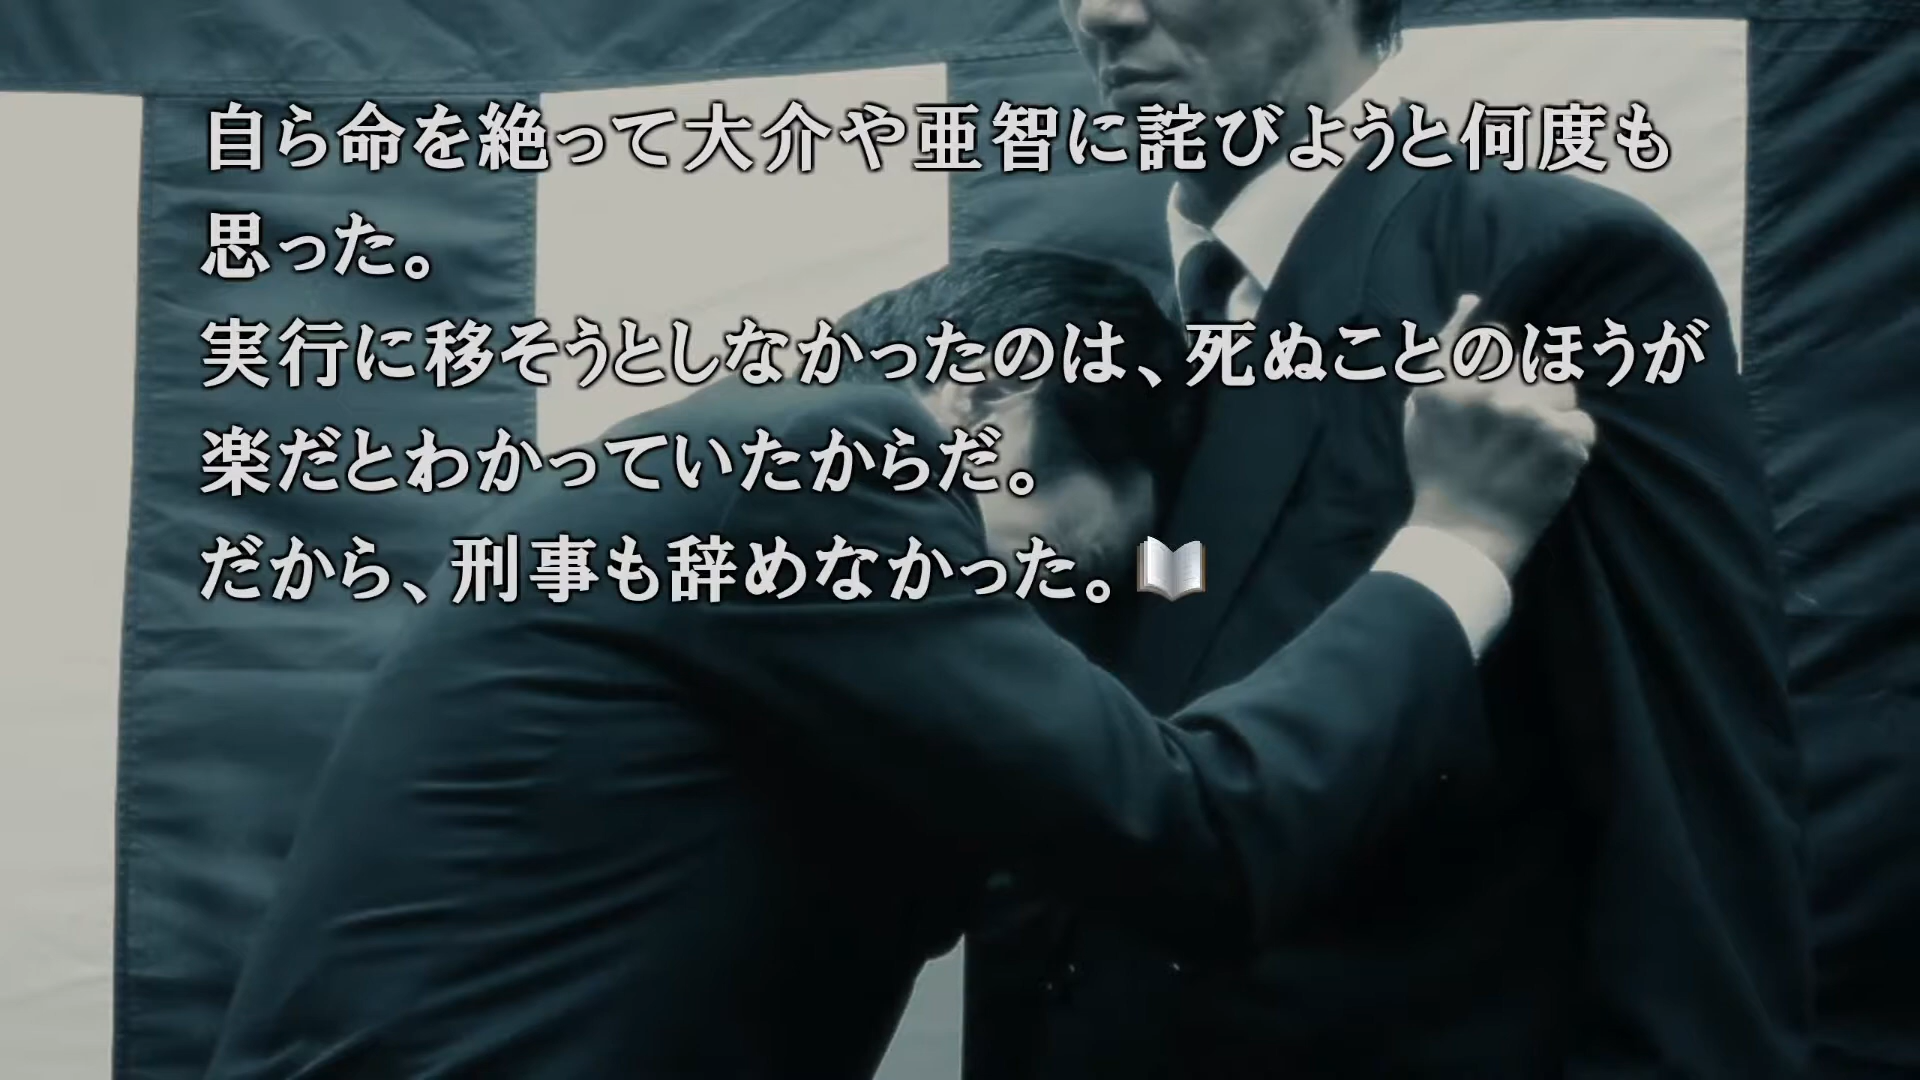 自ら命を絶って大介や亜智に詫びようと何度も
思った。
実行に移そうとしなかったのは、死ぬことのほうが
楽だとわかっていたからだ。
だから、刑事も辞めなかった。